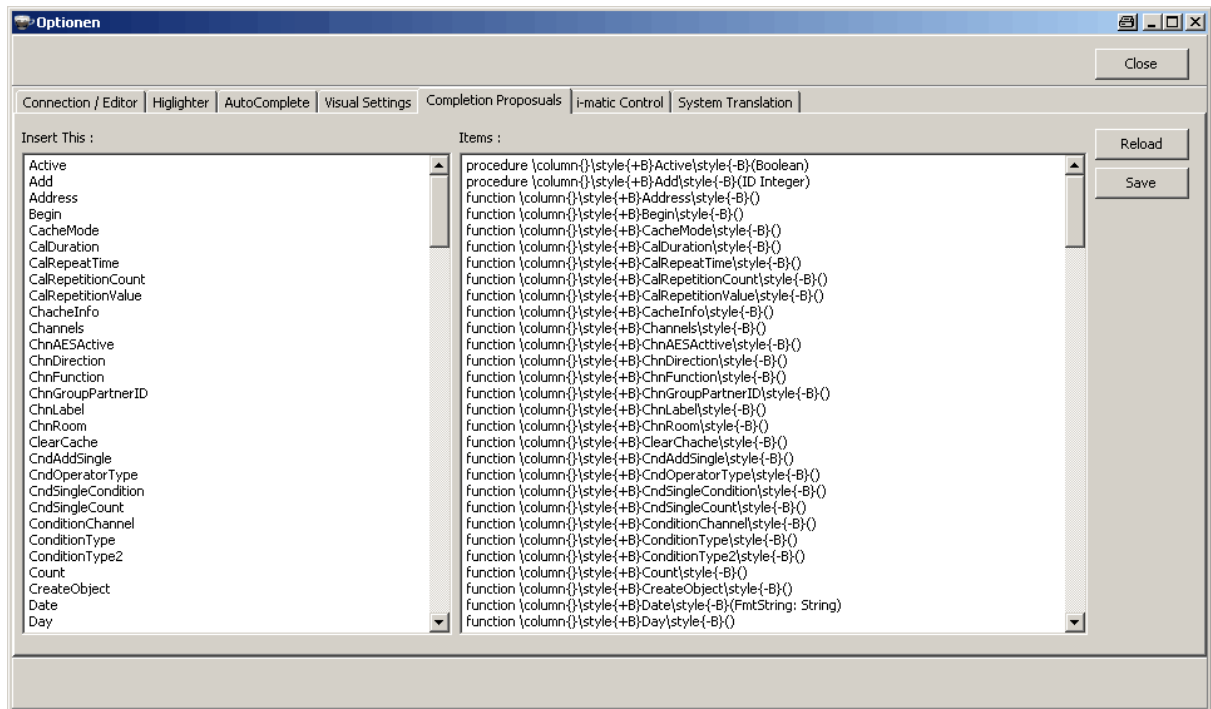 Optionen
Close
Connection / Editor Higlighter AutoComplete Visual Settings Completion Proposuals i-matic Control System Translation
Insert This :
Active
Add
Address
Begin
CacheMode
CalDuration
CalRepeatTime
CalRepetitionCount
CalRepetitionValue
ChacheInfo
Channels
ChnAESActive
ChnDirection
ChnFunction
ChnGroupPartnerID
ChnLabel
ChnRoom
ClearCache
CndAddSingle
CndOperatorType
CndSingleCondition
CndSingleCount
ConditionChannel
ConditionType
ConditionType2
Count
CreateObject
Date
Day
Items :
procedure \column{}\style{+B}Active\style{-B}(Boolean)
procedure \column{}\style{+B}Add\style{-B}(ID Integer)
function \column{}\style{+B}Address\style{-B}()
function \column{}\style{+B}Begin\style{-B}()
function \column{}\style{+B}CacheMode\style{-B}()
function \column{}\style{+B}CalDuration\style{-B}()
function \column{}\style{+B}CalRepeatTime\style{-B}()
function \column{}\style{+B}CalRepetitionCount\style{-B}()
function \column{}\style{+B}CalRepetitionValue\style{-B}()
function \column{}\style{+B}CacheInfo\style{-B}()
function \column{}\style{+B}Channels\style{-B}()
function \column{}\style{+B}ChnAESActtive\style{-B}()
function \column{}\style{+B}ChnDirection\style{-B}()
function \column{}\style{+B}ChnFunction\style{-B}()
function \column{}\style{+B}ChnGroupPartnerID\style{-B}()
function \column{}\style{+B}ChnLabel\style{-B}()
function \column{}\style{+B}ChnRoom\style{-B}()
function \column{}\style{+B}ClearChache\style{-B}()
function \column{}\style{+B}CndAddSingle\style{-B}()
function \column{}\style{+B}CndOperatorType\style{-B}()
function \column{}\style{+B}CndSingleCondition\style{-B}()
function \column{}\style{+B}CndSingleCount\style{-B}()
function \column{}\style{+B}ConditionChannel\style{-B}()
function \column{}\style{+B}ConditionType\style{-B}()
function \column{}\style{+B}ConditionType2\style{-B}()
function \column{}\style{+B}Count\style{-B}()
function \column{}\style{+B}CreateObject\style{-B}()
function \column{}\style{+B}Date\style{-B}(FmtString: String)
function \column{}\style{+B}Day\style{-B}()
Reload
Save